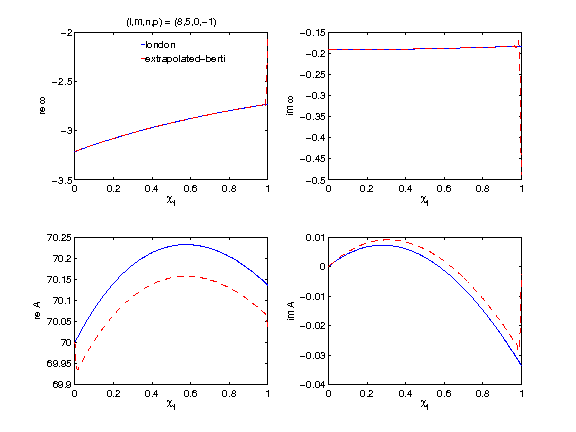 (l,m,n,p) = (8,5,0,−1)
−2
−2.5
−3
−3.5
re ω
0 0.2 0.4 0.6 0.8 1
χf
london
extrapolated−berti
−0.15
−0.2
−0.25
−0.3
−0.35
−0.4
−0.45
−0.5
im ω
0 0.2 0.4 0.6 0.8 1
χf
70.25
70.2
70.15
70.1
70.05
70
69.95
69.9
re A
0 0.2 0.4 0.6 0.8 1
χf
0.01
0
−0.01
−0.02
−0.03
−0.04
im A
0 0.2 0.4 0.6 0.8 1
χf